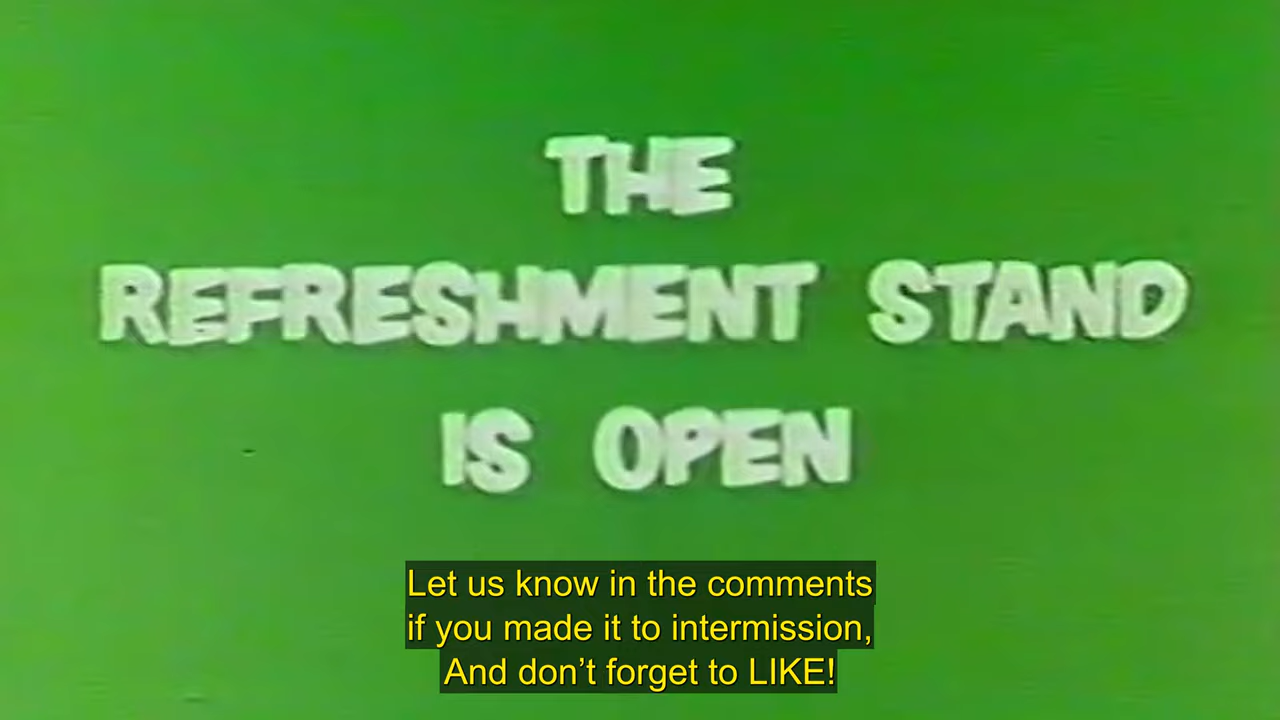 THE
REFRESHMENT STAND
IS OPEN
Let us know in the comments
if you made it to intermission,
And don’t forget to LIKE!